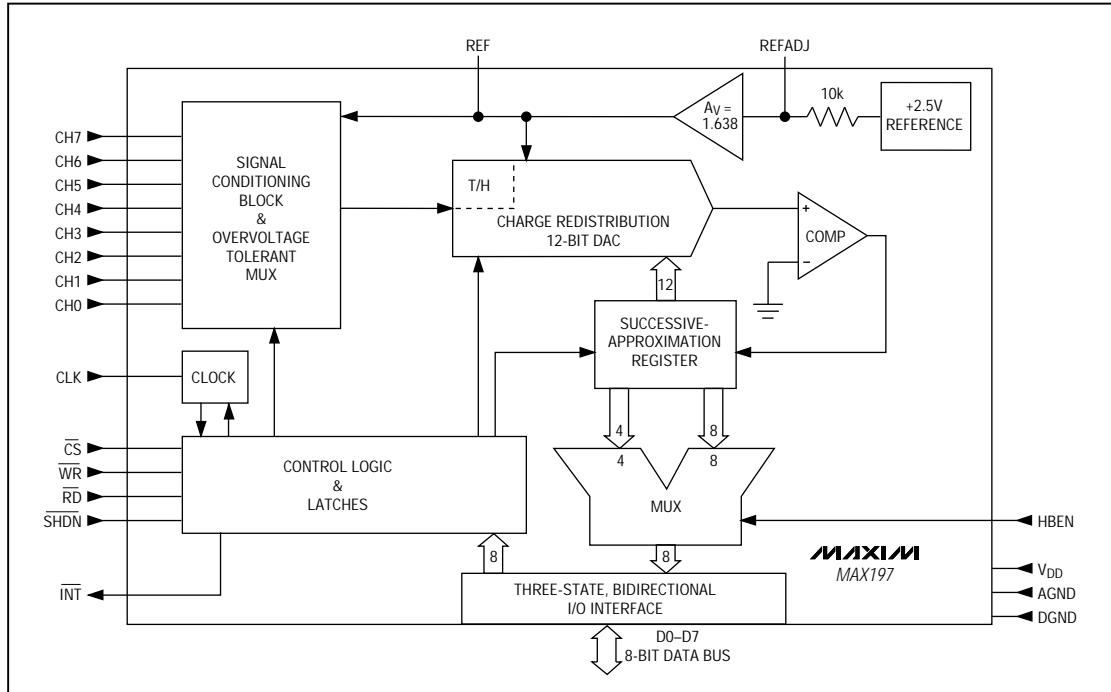 REF
REFADJ
10k
+2.5V
REFERENCE
AV =
1.638
CH7
CH6
CH5
CH4
CH3
CH2
CH1
CH0
SIGNAL
CONDITIONING
BLOCK
&
OVERVOLTAGE
TOLERANT
MUX
T/H
CHARGE REDISTRIBUTION
12-BIT DAC
+
COMP
–
12
SUCCESSIVE-
APPROXIMATION
REGISTER
CLK
CLOCK
4
8
4
8
MUX
CS
WR
RD
SHDN
CONTROL LOGIC
&
LATCHES
HBEN
8
8
MAXIM
MAX197
VDD
AGND
DGND
INT
THREE-STATE, BIDIRECTIONAL
I/O INTERFACE
D0–D7
8-BIT DATA BUS